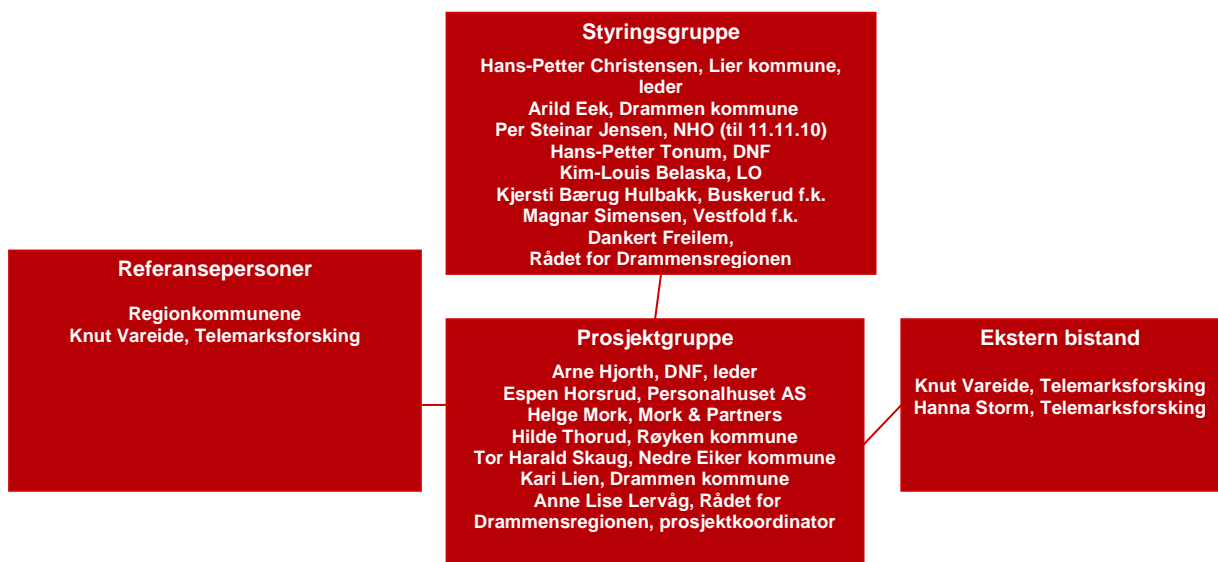 Styringsgruppe
Hans-Petter Christensen, Lier kommune,
leder
Arild Eek, Drammen kommune
Per Steinar Jensen, NHO (til 11.11.10)
Hans-Petter Tonum, DNF
Kim-Louis Belaska, LO
Kjersti Bærug Hulbakk, Buskerud f.k.
Magnar Simensen, Vestfold f.k.
Dankert Freilem,
Rådet for Drammensregionen
Referansepersoner
Regionkommunene
Knut Vareide, Telemarksforsking
Prosjektgruppe
Arne Hjorth, DNF, leder
Espen Horsrud, Personalhuset AS
Helge Mork, Mork & Partners
Hilde Thorud, Røyken kommune
Tor Harald Skaug, Nedre Eiker kommune
Kari Lien, Drammen kommune
Anne Lise Lervåg, Rådet for
Drammensregionen, prosjektkoordinator
Ekstern bistand
Knut Vareide, Telemarksforsking
Hanna Storm, Telemarksforsking